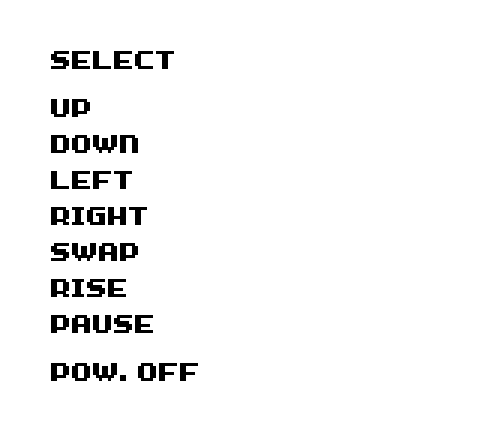 SELECT
UP
DOWN
LEFT
RIGHT
SWAP
RISE
PAUSE
POW. OFF